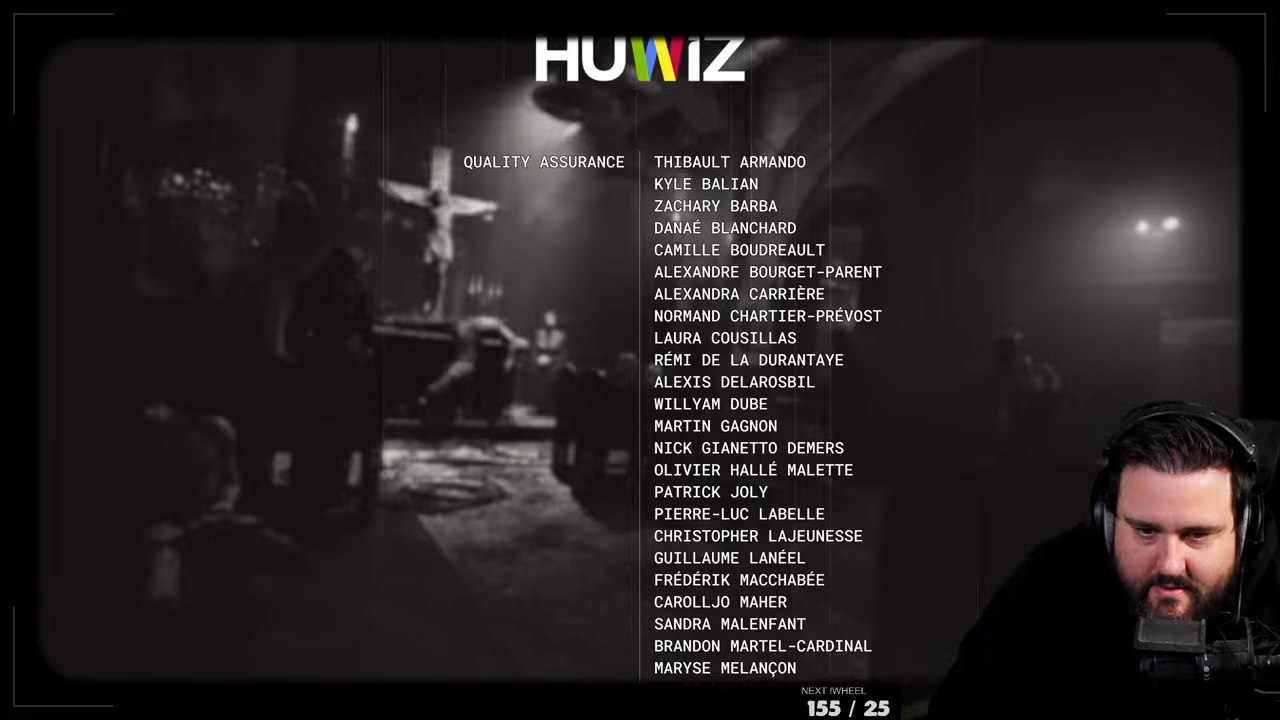 HUWIZ
QUALITY ASSURANCE
THIBAULT ARMANDO
KYLE BALIAN
ZACHARY BARBA
DANAÉ BLANCHARD
CAMILLE BOUDREAULT
ALEXANDRE BOURGET-PARENT
ALEXANDRA CARRIÈRE
NORMAND CHARTIER-PRÉVOST
LAURA COUSILLAS
RÉMI DE LA DURANTAYE
ALEXIS DELAROSBIL
WILLYAM DUBE
MARTIN GAGNON
NICK GIANETTO DEMERS
OLIVIER HALLÉ MALETTE
PATRICK JOLY
PIERRE-LUC LABELLE
CHRISTOPHER LAJEUNESSE
GUILLAUME LANÉEL
FRÉDÉRIK MACCHABÉE
CAROLLJO MAHER
SANDRA MALENFANT
BRANDON MARTEL-CARDINAL
MARYSE MELANÇON
NEXT !WHEEL
155 / 25